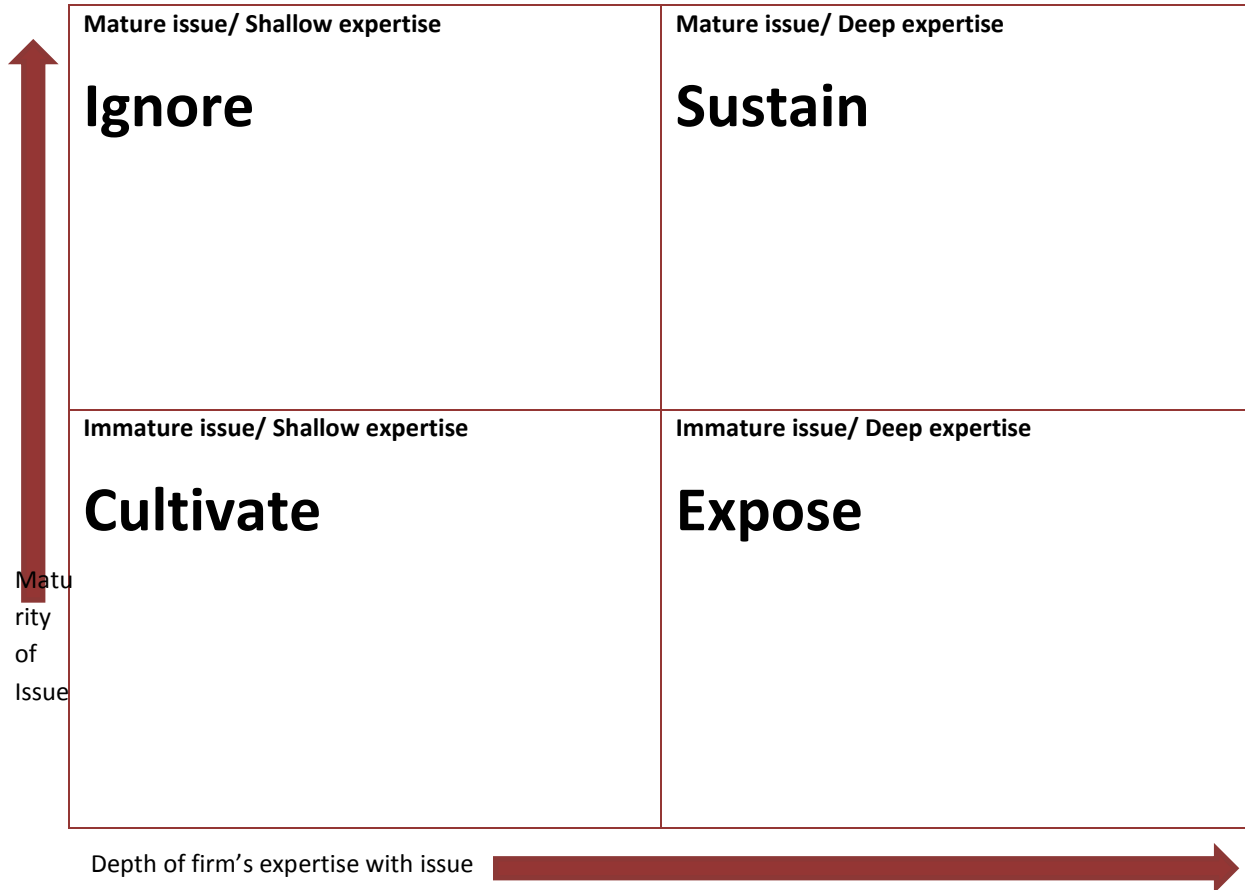 Mature issue/ Shallow expertise
Ignore
Mature issue/ Deep expertise
Sustain
Immature issue/ Shallow expertise
Cultivate
Immature issue/ Deep expertise
Expose
Matu
rity
of
Issue
Depth of firm’s expertise with issue